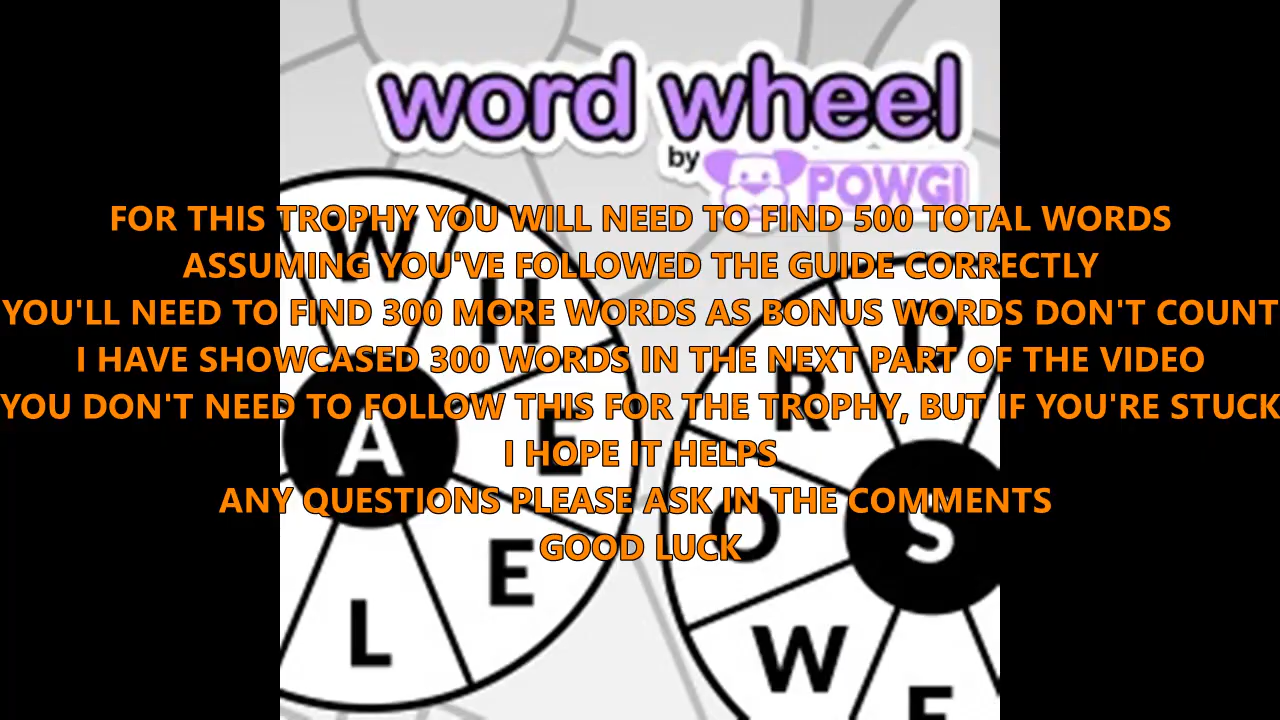 word wheel
by POWGI
FOR THIS TROPHY YOU WILL NEED TO FIND 500 TOTAL WORDS
ASSUMING YOU'VE FOLLOWED THE GUIDE CORRECTLY
YOU'LL NEED TO FIND 300 MORE WORDS AS BONUS WORDS DON'T COUNT
I HAVE SHOWCASED 300 WORDS IN THE NEXT PART OF THE VIDEO
YOU DON'T NEED TO FOLLOW THIS FOR THE TROPHY, BUT IF YOU'RE STUCK
I HOPE IT HELPS
ANY QUESTIONS PLEASE ASK IN THE COMMENTS
GOOD LUCK
W
H
E
A
E
L
D
R
O
S
W
E